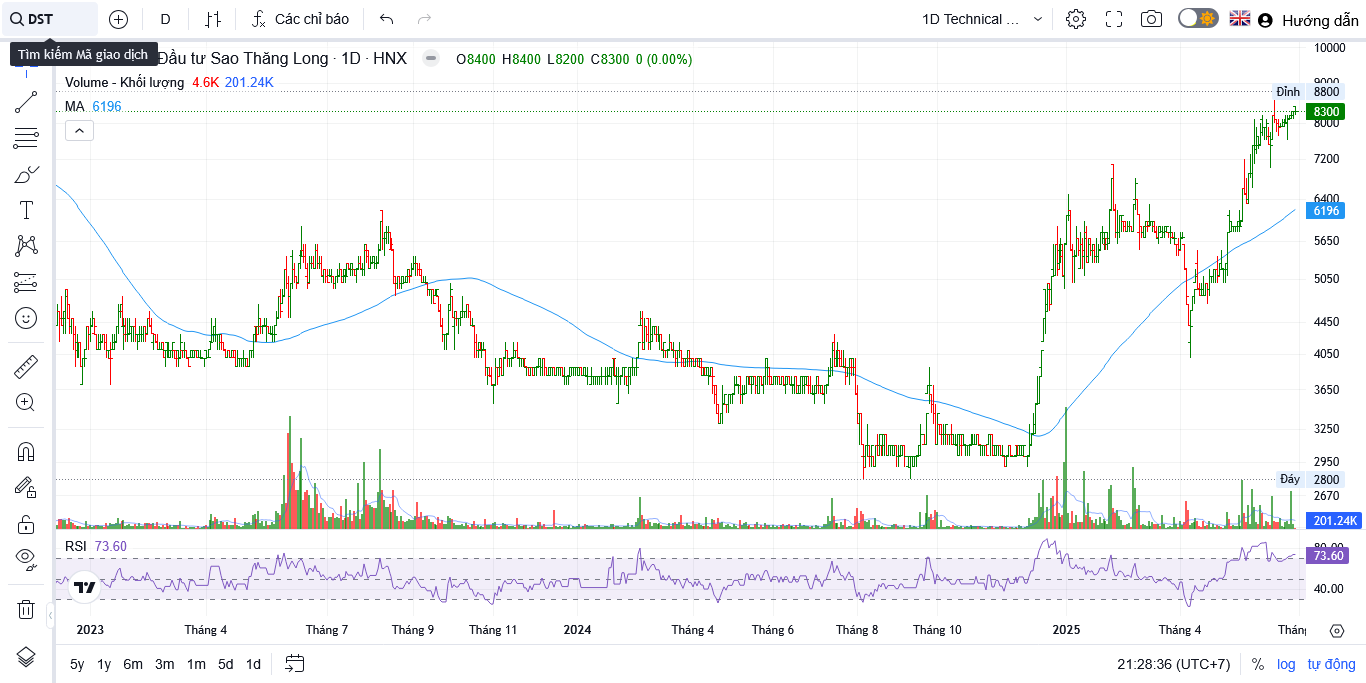 DST
D
Các chỉ báo
1D Technical ...
Hướng dẫn
Tìm kiếm Mã giao dịch
Đầu tư Sao Thăng Long · 1D · HNX
O8400 H8400 L8200 C8300 0 (0.00%)
Volume - Khối lượng 4.6K 201.24K
MA 6196
10000
9000
Đỉnh 8800
8300
8000
7200
6400
6196
5650
5050
4450
4050
3650
3250
2950
Đáy 2800
2670
201.24K
RSI 73.60
80.00
73.60
40.00
2023 Tháng 4 Tháng 7 Tháng 9 Tháng 11 2024 Tháng 4 Tháng 6 Tháng 8 Tháng 10 2025 Tháng 4 Tháng
5y 1y 6m 3m 1m 5d 1d
21:28:36 (UTC+7) % log tự động